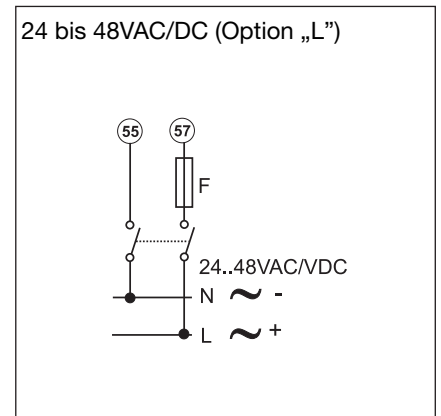 24 bis 48VAC/DC (Option „L")
55 57
F
24..48VAC/VDC
N ~ -
L ~ +